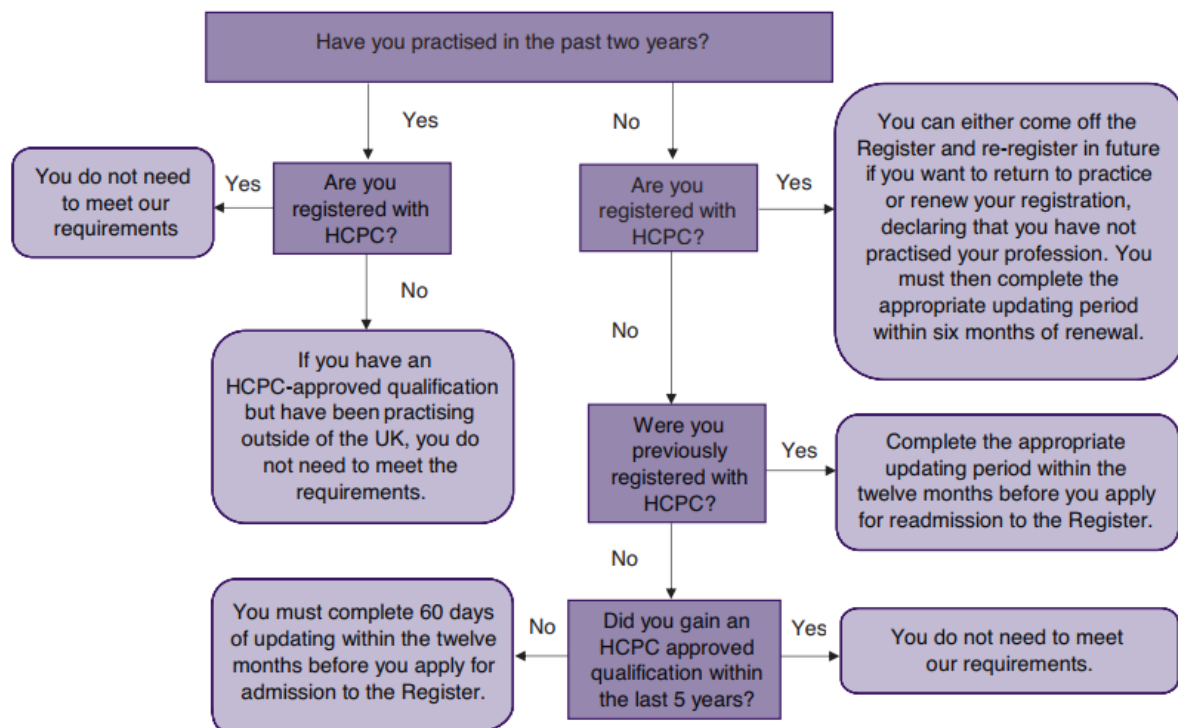 Have you practised in the past two years?
Yes
No
You do not need
to meet our
requirements
Yes
Are you
registered with
HCPC?
Are you
registered with
HCPC?
Yes
You can either come off the
Register and re-register in future
if you want to return to practice
or renew your registration,
declaring that you have not
practised your profession. You
must then complete the
appropriate updating period
within six months of renewal.
No
No
If you have an
HCPC-approved qualification
but have been practising
outside of the UK, you do
not need to meet the
requirements.
Were you
previously
registered with
HCPC?
Yes
Complete the appropriate
updating period within the
twelve months before you apply
for readmission to the Register.
No
You must complete 60 days
of updating within the twelve
months before you apply for
admission to the Register.
No
Did you gain an
HCPC approved
qualification within
the last 5 years?
Yes
You do not need to meet
our requirements.